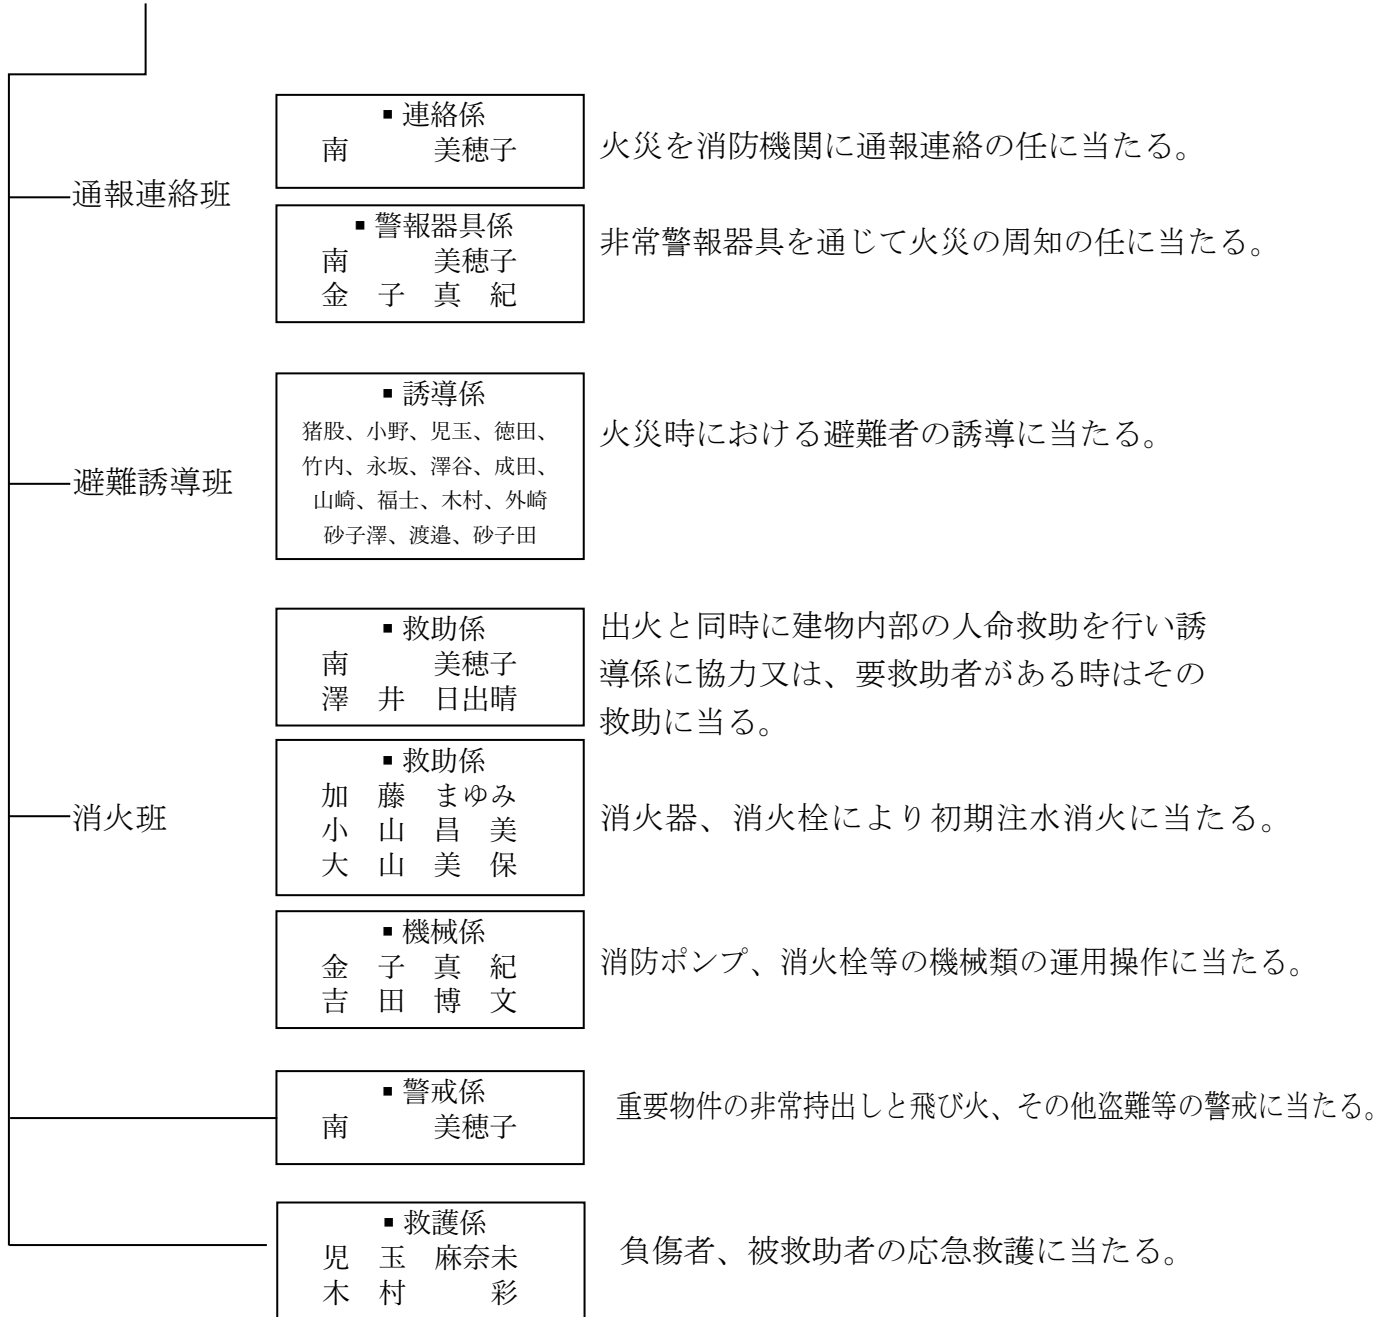 ▪連絡係
南　　　美穂子
火災を消防機関に通報連絡の任に当たる。
通報連絡班
▪警報器具係
南　　　美穂子
金　子　真　紀
非常警報器具を通じて火災の周知の任に当たる。
▪誘導係
猪股、小野、児玉、徳田、
竹内、永坂、澤谷、成田、
山崎、福士、木村、外崎
砂子澤、渡邉、砂子田
火災時における避難者の誘導に当たる。
避難誘導班
▪救助係
南　　　美穂子
澤　井　日出晴
出火と同時に建物内部の人命救助を行い誘
導係に協力又は、要救助者がある時はその
救助に当る。
消火班
▪救助係
加　藤　まゆみ
小　山　昌　美
大　山　美　保
消火器、消火栓により初期注水消火に当たる。
▪機械係
金　子　真　紀
吉　田　博　文
消防ポンプ、消火栓等の機械類の運用操作に当たる。
▪警戒係
南　　　美穂子
重要物件の非常持出しと飛び火、その他盗難等の警戒に当たる。
▪救護係
児　玉　麻奈未
木　村　　　彩
負傷者、被救助者の応急救護に当たる。